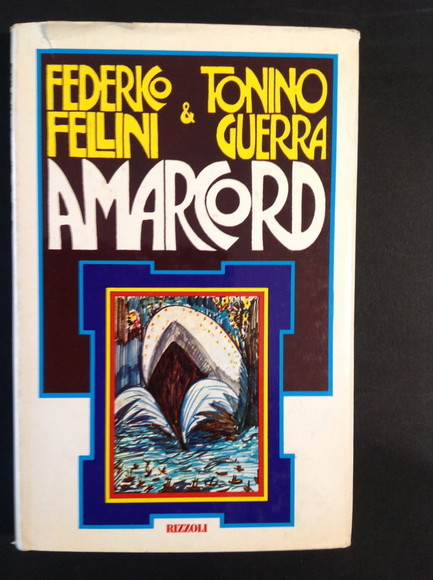 FEDERICO FELLINI & TONINO GUERRA
AMARCORD
RIZZOLI